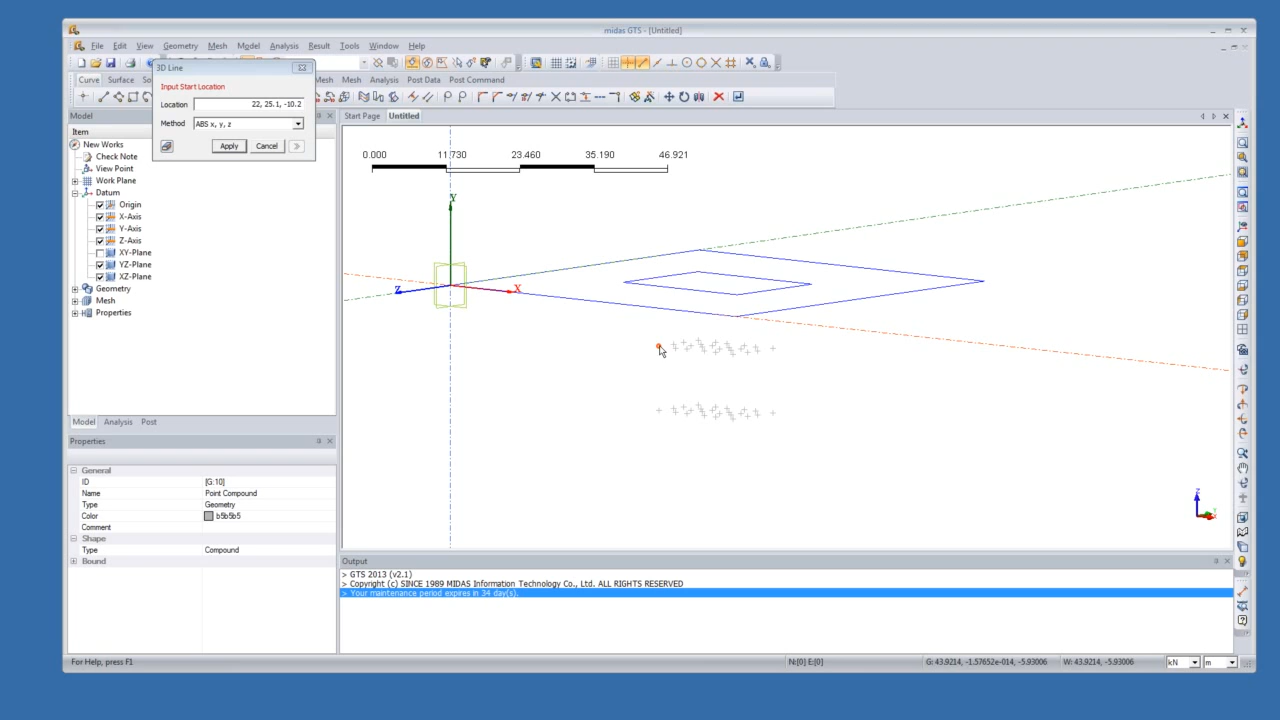 midas GTS - [Untitled]
File Edit View Geometry Mesh Model Analysis Result Tools Window Help
3D Line
Curve Surface So Mesh Mesh Analysis Post Data Post Command
Input Start Location
Location 22, 25.1, -10.2
Method ABS x, y, z
Apply Cancel
Model
Start Page Untitled
Item
New Works
Check Note
View Point
Work Plane
Datum
Origin
X-Axis
Y-Axis
Z-Axis
XY-Plane
YZ-Plane
XZ-Plane
Geometry
Mesh
Properties
0.000 11.730 23.460 35.190 46.921
Y
Z X
Model Analysis Post
Properties
General
ID [G:10]
Name Point Compound
Type Geometry
Color b5b5b5
Comment
Shape
Type Compound
Bound
Z
Output
> GTS 2013 (v2.1)
> Copyright (c) SINCE 1989 MIDAS Information Technology Co., Ltd. ALL RIGHTS RESERVED
> Your maintenance period expires in 34 day(s).
For Help, press F1 N:[0] E:[0] G: 43.9214, -1.57652e-014, -5.93006 W: 43.9214, -5.93006 kN m